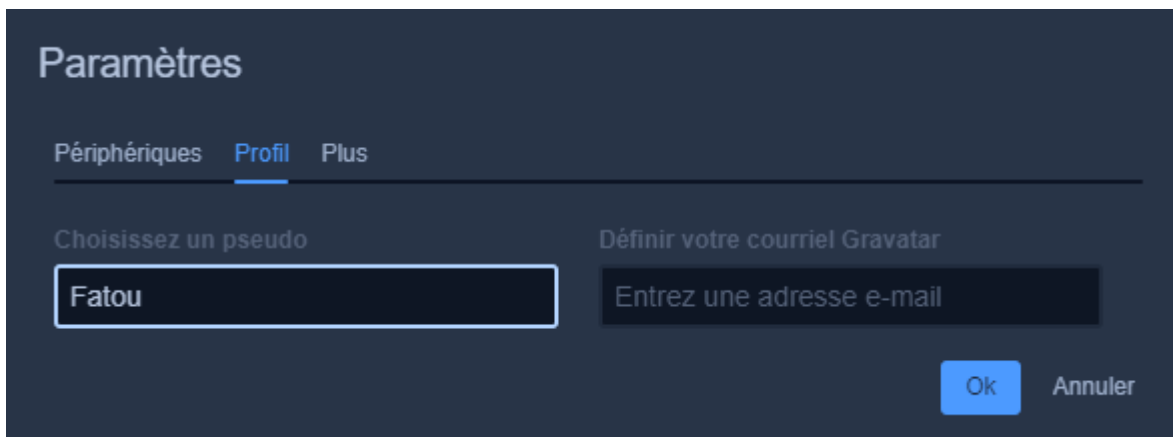 Paramètres
Périphériques Profil Plus
Choisissez un pseudo Définir votre courriel Gravatar
Fatou Entrez une adresse e-mail
Ok Annuler